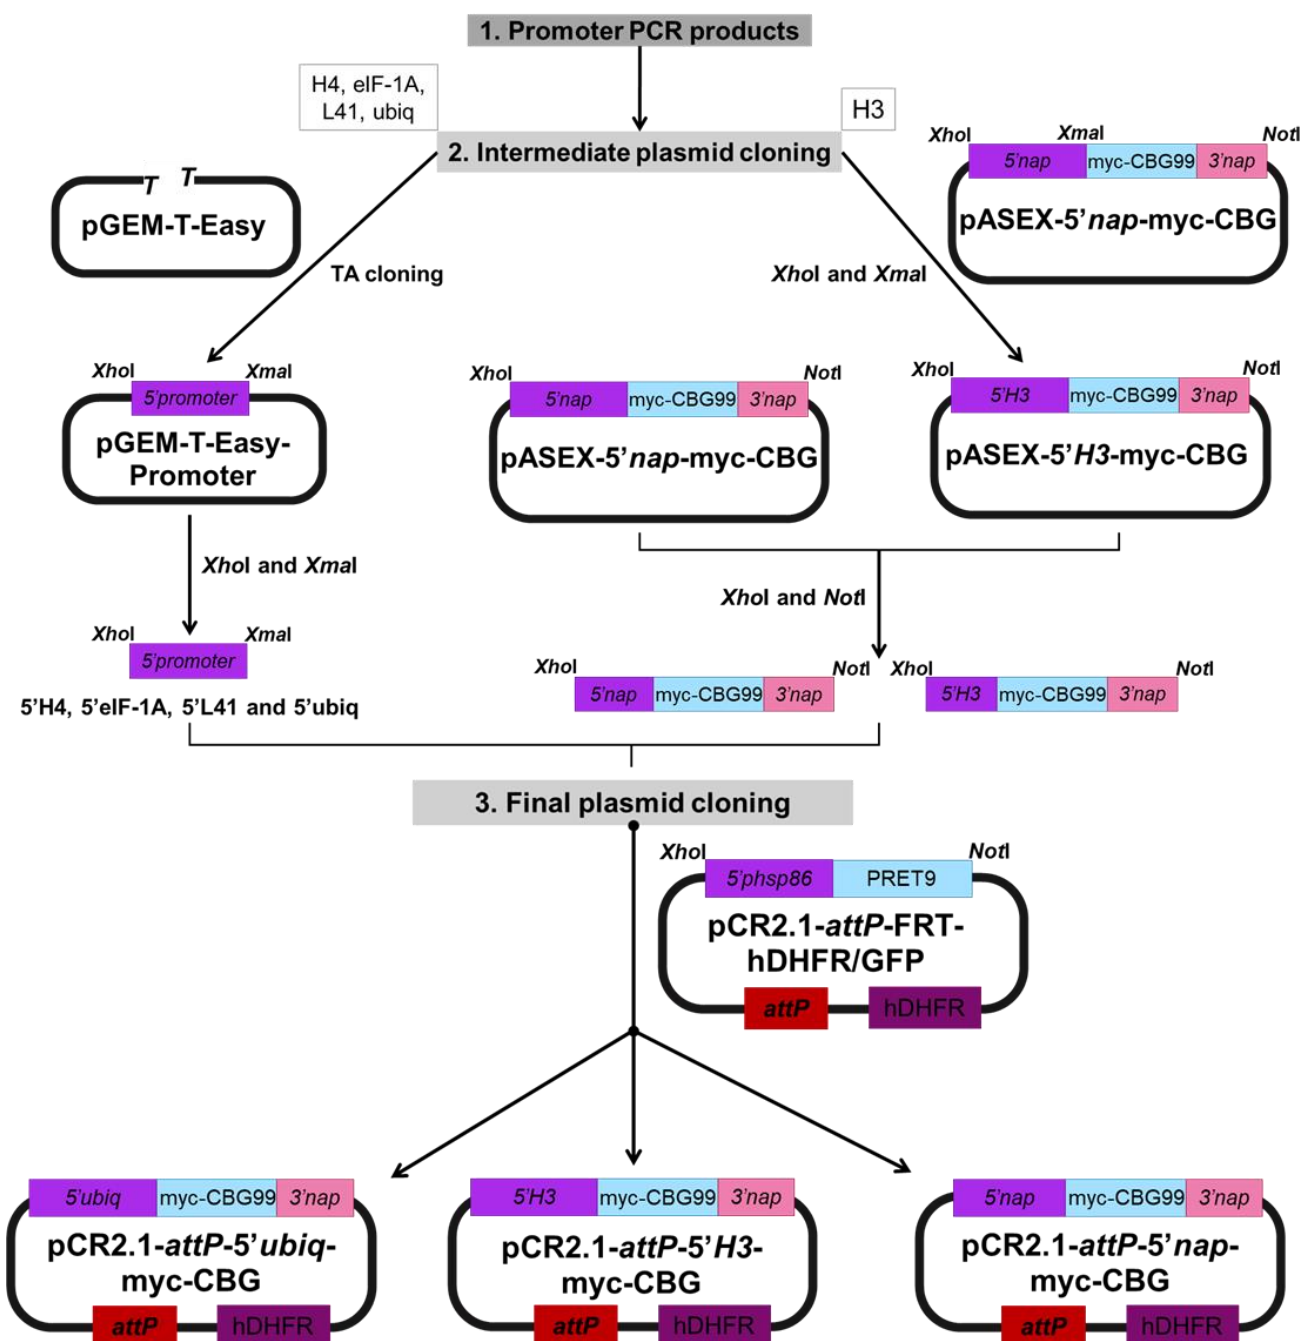 1. Promoter PCR products
H4, eIF-1A,
L41, ubiq
H3
2. Intermediate plasmid cloning
T T
pGEM-T-Easy
XhoI XmaI NotI
5'nap myc-CBG99 3'nap
pASEX-5'nap-myc-CBG
TA cloning
XhoI and XmaI
XhoI XmaI
5'promoter
pGEM-T-Easy-
Promoter
XhoI NotI
5'nap myc-CBG99 3'nap
pASEX-5'nap-myc-CBG
XhoI NotI
5'H3 myc-CBG99 3'nap
pASEX-5'H3-myc-CBG
XhoI and XmaI
XhoI and NotI
XhoI XmaI
5'promoter
5'H4, 5'eIF-1A, 5'L41 and 5'ubiq
XhoI NotI
5'nap myc-CBG99 3'nap
XhoI NotI
5'H3 myc-CBG99 3'nap
3. Final plasmid cloning
XhoI NotI
5'phsp86 PRET9
pCR2.1-attP-FRT-
hDHFR/GFP
attP hDHFR
5'ubiq myc-CBG99 3'nap
pCR2.1-attP-5'ubiq-
myc-CBG
attP hDHFR
5'H3 myc-CBG99 3'nap
pCR2.1-attP-5'H3-
myc-CBG
attP hDHFR
5'nap myc-CBG99 3'nap
pCR2.1-attP-5'nap-
myc-CBG
attP hDHFR